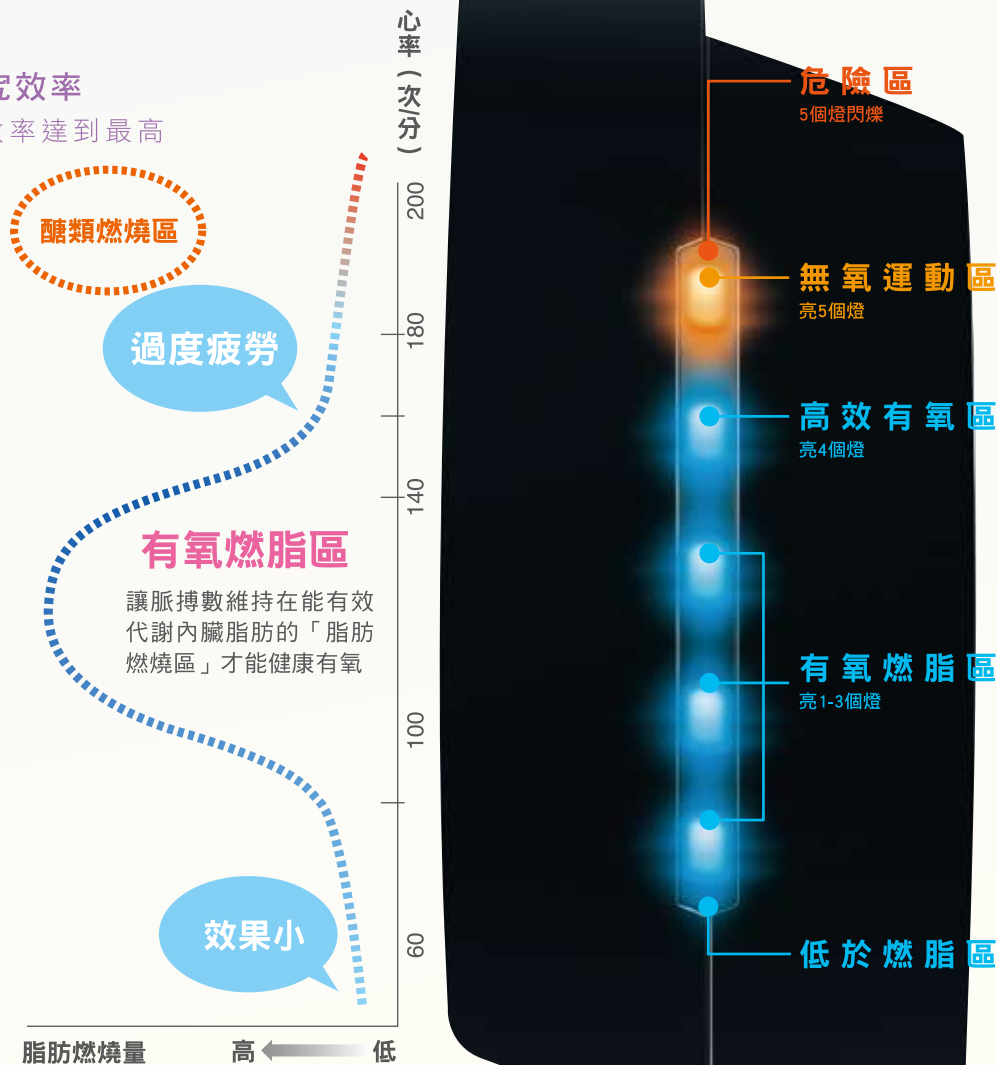 效率
率達到最高
醣類燃燒區
過度疲勞
有氧燃脂區
讓脈搏數維持在能有效
代謝內臟脂肪的「脂肪
燃燒區」才能健康有氧
效果小
心率(次/分)
200
180
140
100
60
脂肪燃燒量
高
低
危險區
5個燈閃爍
無氧運動區
亮5個燈
高效有氧區
亮4個燈
有氧燃脂區
亮1-3個燈
低於燃脂區